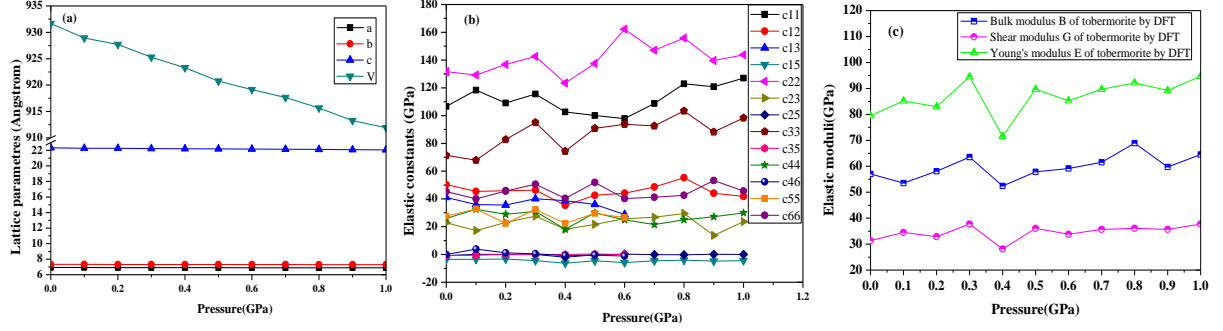 (a)
935
930
925
920
915
910
22
20
18
16
14
12
10
8
6
Lattice parametres (Angstrom)
a
b
c
V
0.0 0.2 0.4 0.6 0.8 1.0
Pressure(GPa)
(b)
180
160
140
120
100
80
60
40
20
0
-20
-40
Elastic constants (GPa)
c11
c12
c13
c15
c22
c23
c25
c33
c35
c44
c46
c55
c66
0.0 0.2 0.4 0.6 0.8 1.0 1.2
Pressure(GPa)
(c)
120
110
100
90
80
70
60
50
40
30
20
Elastic moduli(GPa)
Bulk modulus B of tobermorite by DFT
Shear modulus G of tobermorite by DFT
Young's modulus E of tobermorite by DFT
0.0 0.1 0.2 0.3 0.4 0.5 0.6 0.7 0.8 0.9 1.0
Pressure(GPa)